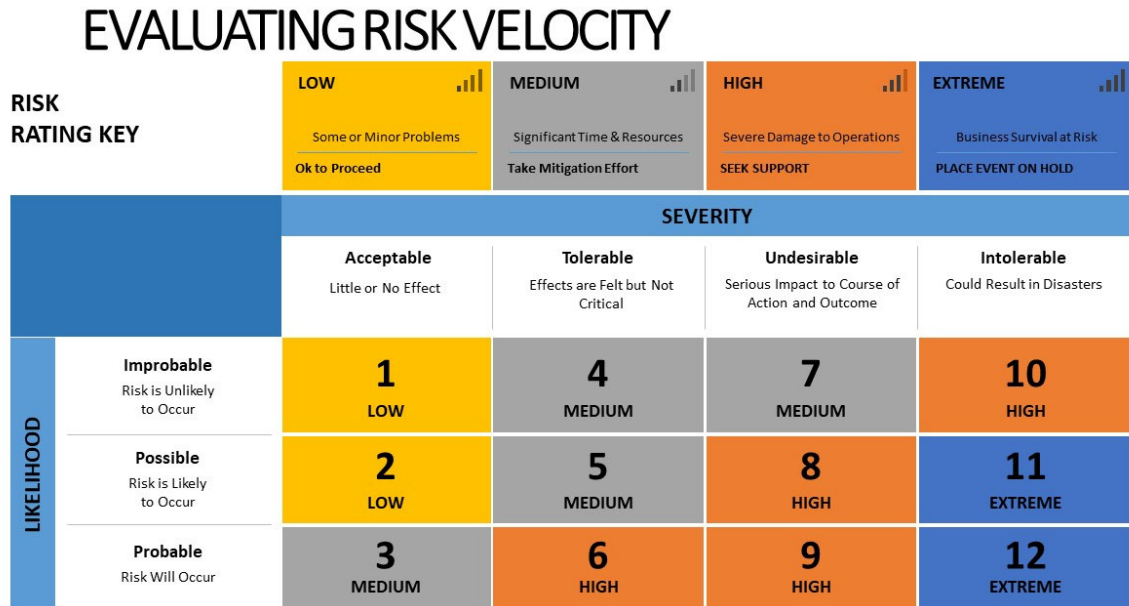 EVALUATING RISK VELOCITY
RISK
RATING KEY
LOW
Some or Minor Problems
Ok to Proceed
MEDIUM
Significant Time & Resources
Take Mitigation Effort
HIGH
Severe Damage to Operations
SEEK SUPPORT
EXTREME
Business Survival at Risk
PLACE EVENT ON HOLD
SEVERITY
Acceptable
Little or No Effect
Tolerable
Effects are Felt but Not
Critical
Undesirable
Serious Impact to Course of
Action and Outcome
Intolerable
Could Result in Disasters
LIKELIHOOD
Improbable
Risk is Unlikely
to Occur
1
LOW
4
MEDIUM
7
MEDIUM
10
HIGH
Possible
Risk is Likely
to Occur
2
LOW
5
MEDIUM
8
HIGH
11
EXTREME
Probable
Risk Will Occur
3
MEDIUM
6
HIGH
9
HIGH
12
EXTREME